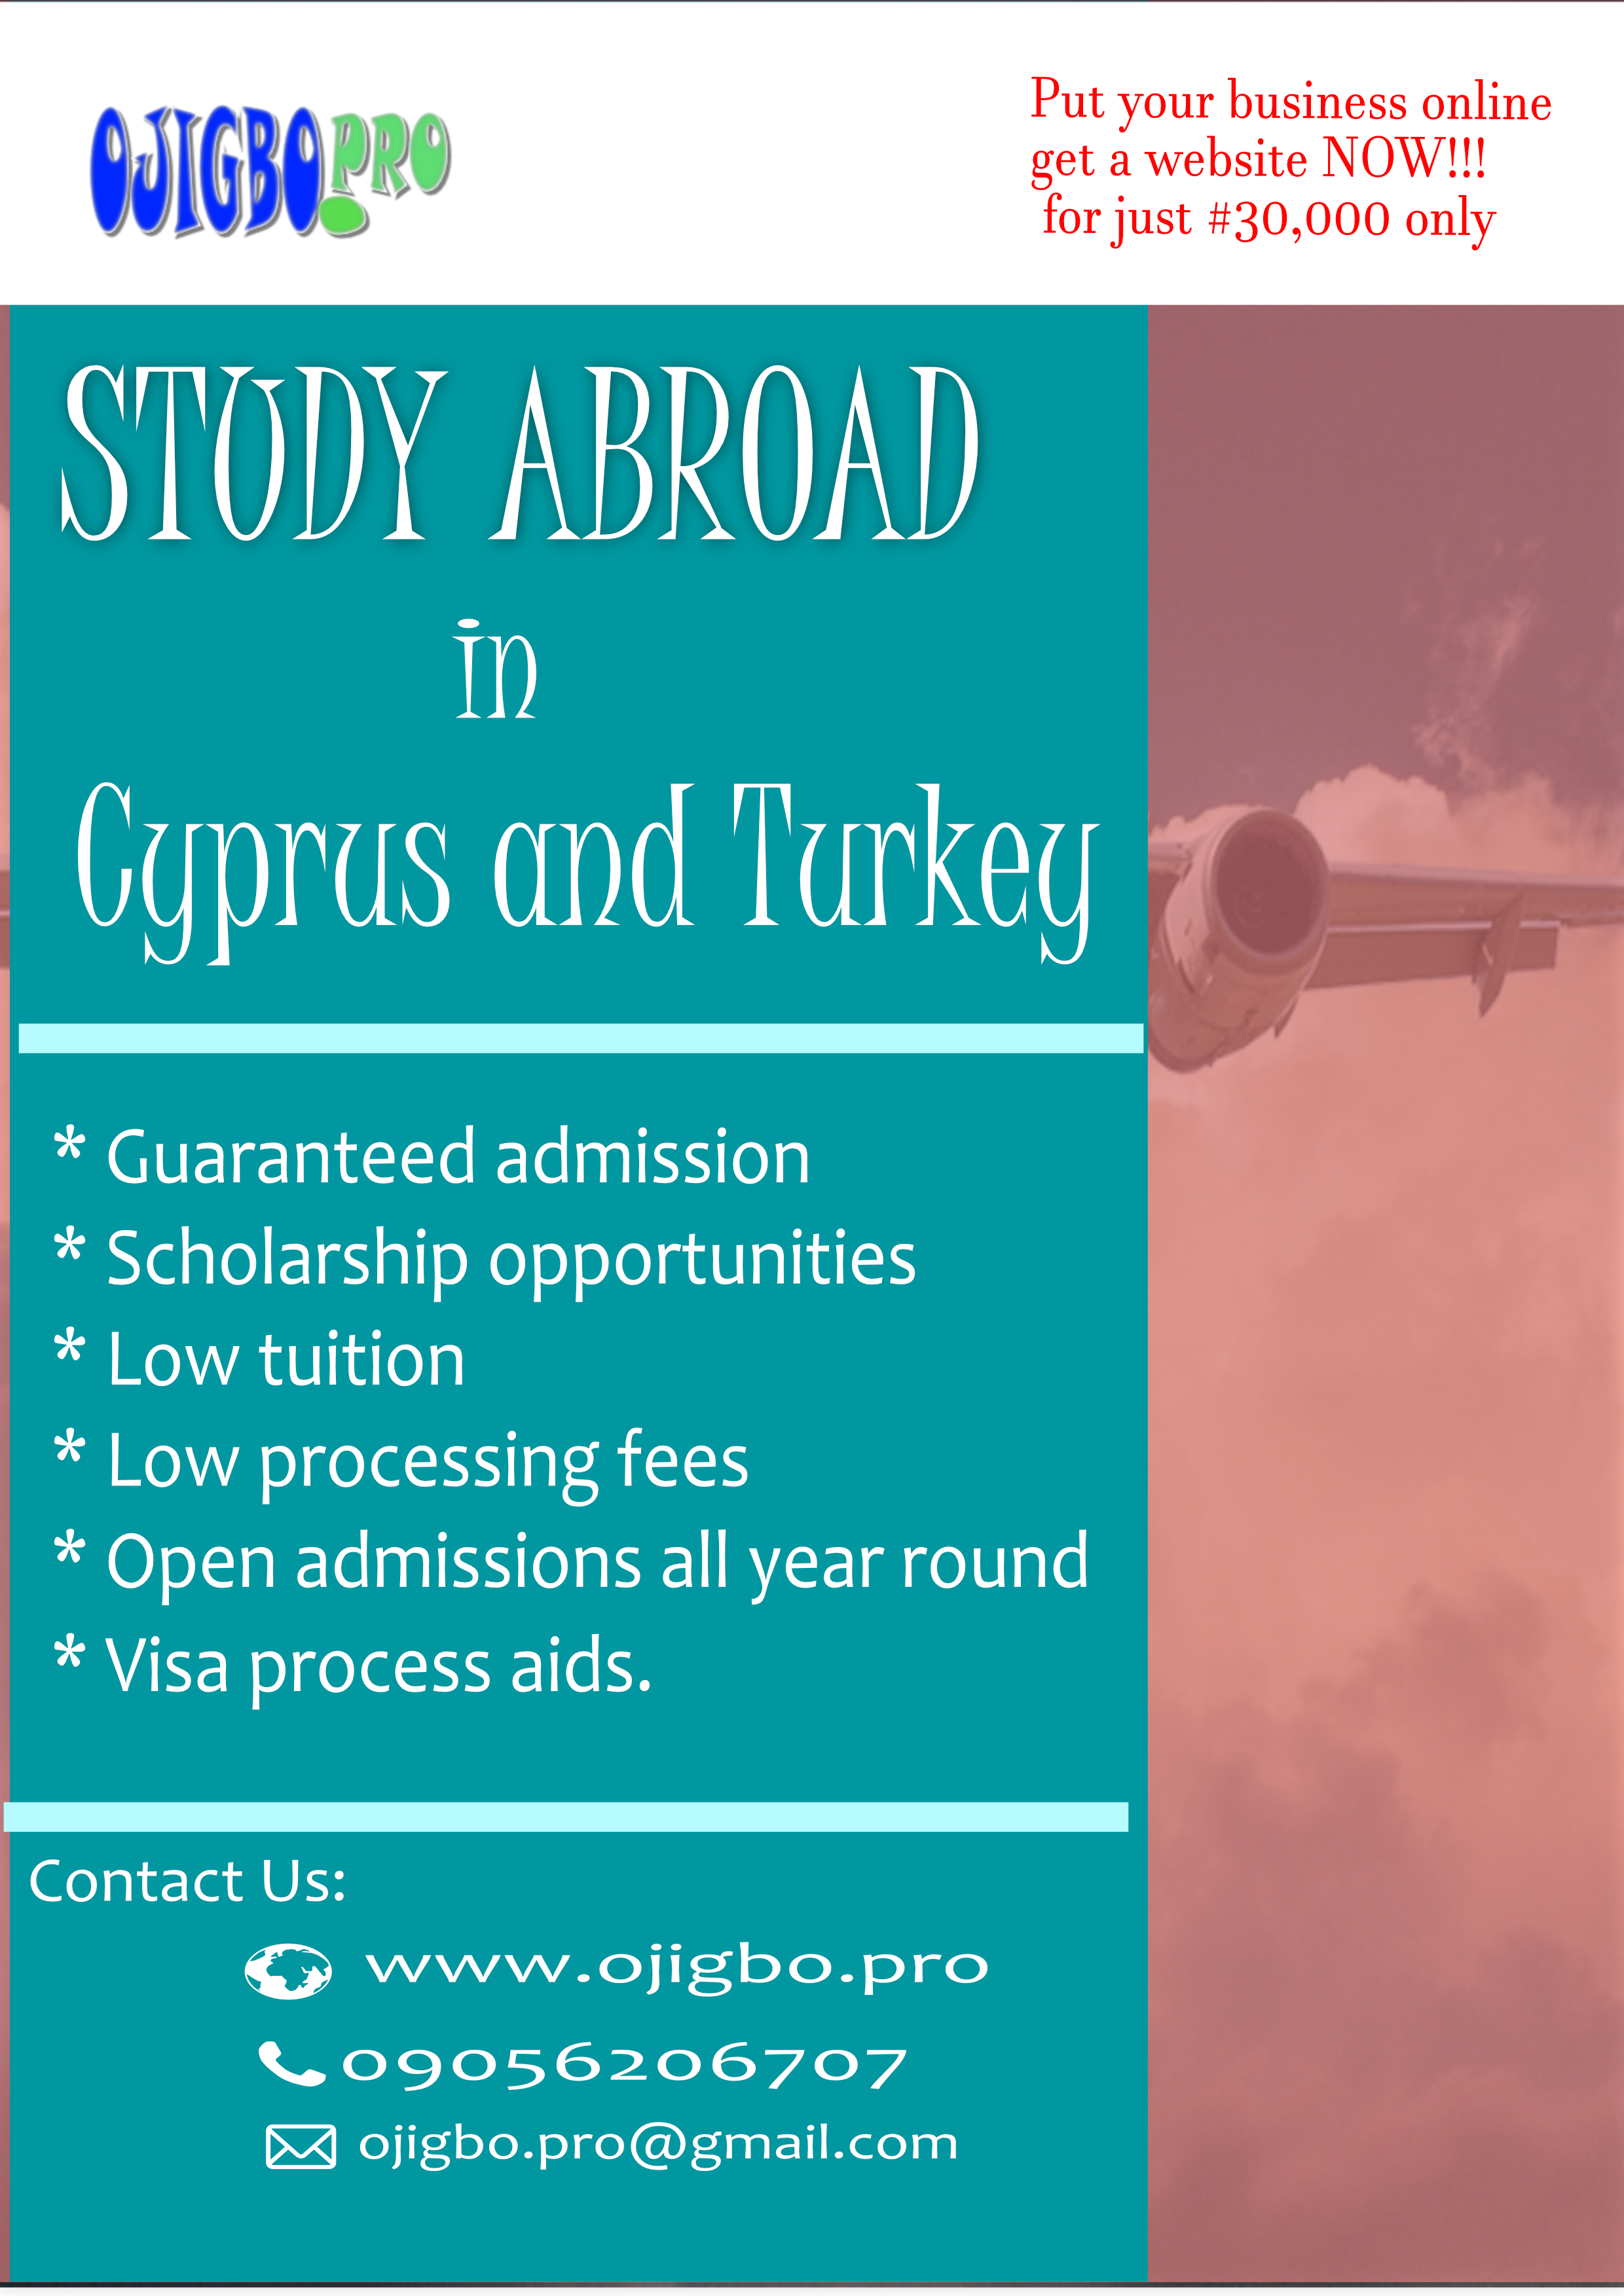 OJIGBO.PRO
Put your business online
get a website NOW!!!
for just #30,000 only
STUDY ABROAD
in
Cyprus and Turkey
* Guaranteed admission
* Scholarship opportunities
* Low tuition
* Low processing fees
* Open admissions all year round
* Visa process aids.
Contact Us:
www.ojigbo.pro
09056206707
ojigbo.pro@gmail.com